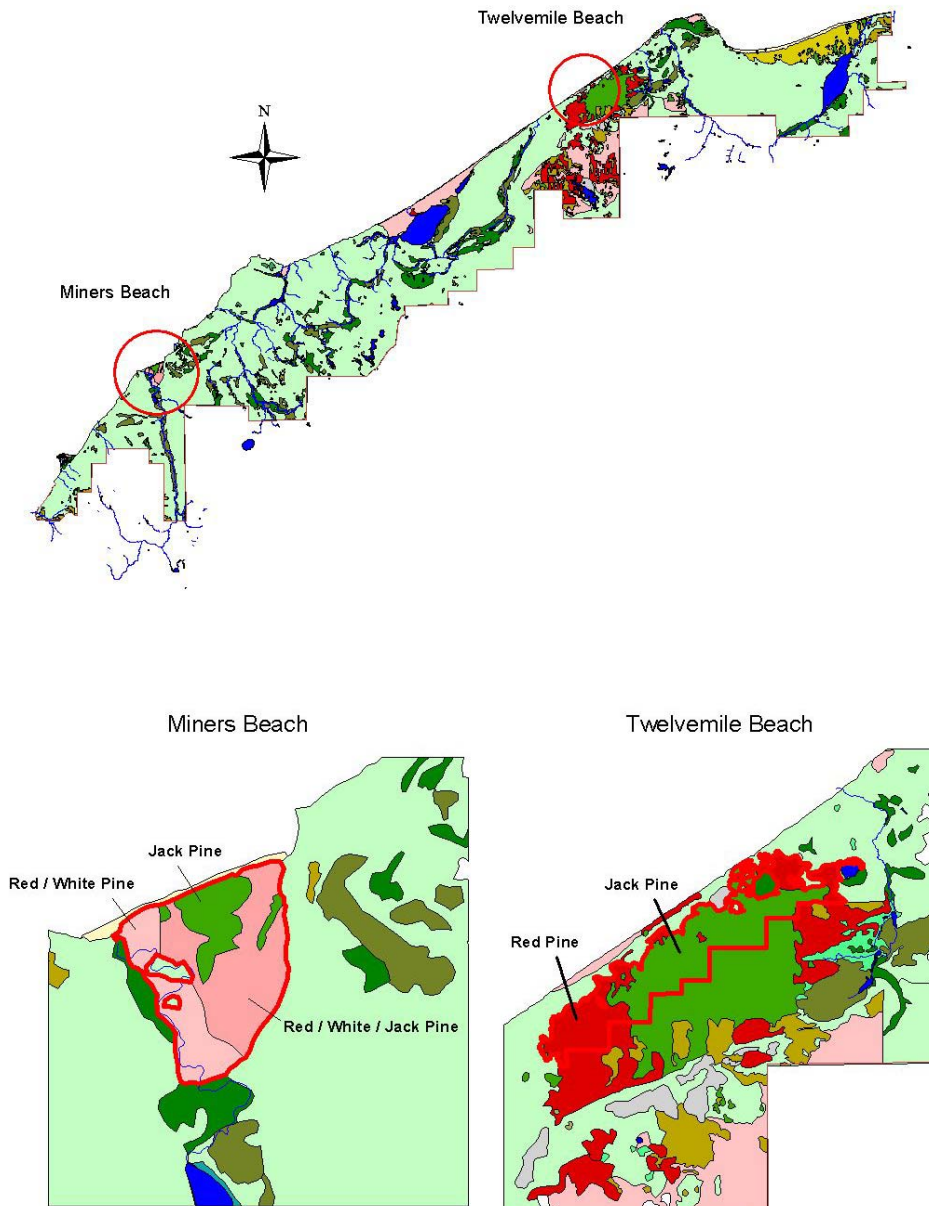 Twelvemile Beach
N
Miners Beach
Miners Beach
Twelvemile Beach
Jack Pine
Red / White Pine
Red / White / Jack Pine
Jack Pine
Red Pine